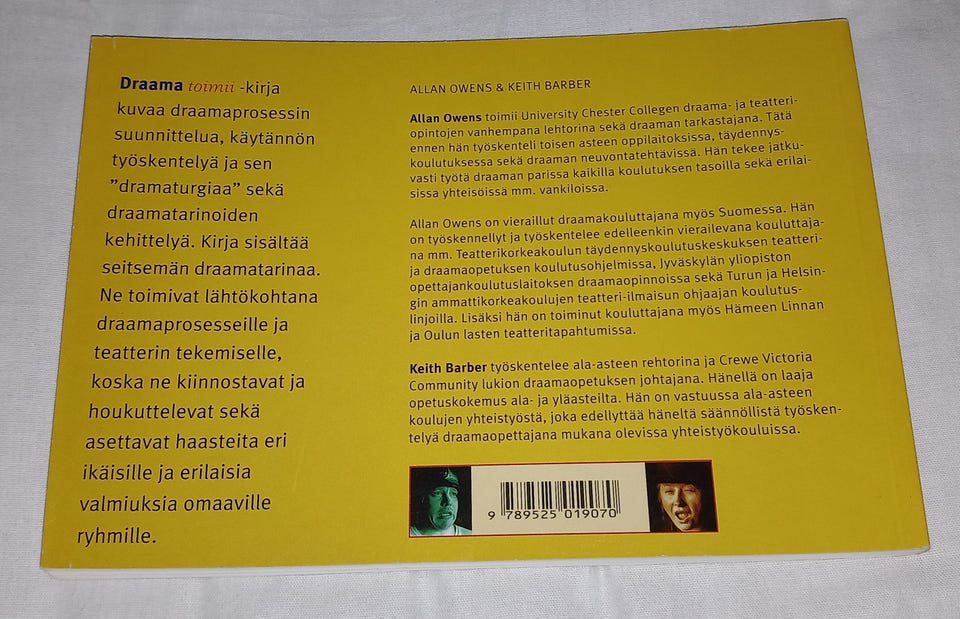 Draama toimii -kirja
kuvaa draamaprosessin
suunnittelua, käytännön
työskentelyä ja sen
”dramaturgiaa” sekä
draamatarinoiden
kehittelyä. Kirja sisältää
seitsemän draamatarinaa.
Ne toimivat lähtökohtana
draamaprosesseille ja
teatterin tekemiselle,
koska ne kiinnostavat ja
houkuttelevat sekä
asettavat haasteita eri
ikäisille ja erilaisia
valmiuksia omaaville
ryhmille.
ALLAN OWENS & KEITH BARBER
Allan Owens toimii University Chester Collegen draama- ja teatteri-
opintojen vanhempana lehtorina sekä draaman tarkastajana. Tätä
ennen hän työskenteli toisen asteen oppilaitoksissa, täydennys-
koulutuksessa sekä draaman neuvontatehtävissä. Hän tekee jatku-
vasti työtä draaman parissa kaikilla koulutuksen tasoilla sekä erilai-
sissa yhteisöissä mm. vankiloissa.
Allan Owens on vieraillut draamakouluttajana myös Suomessa. Hän
on työskennellyt ja työskentelee edelleenkin vierailevana kouluttaja-
na mm. Teatterikorkeakoulun täydennyskoulutuskeskuksen teatteri-
ja draamaopetuksen koulutusohjelmissa, Jyväskylän yliopiston
opettajankoulutuslaitoksen draamaopinnoissa sekä Turun ja Helsin-
gin ammattikorkeakoulujen teatteri-ilmaisun ohjaajan koulutus-
linjoilla. Lisäksi hän on toiminut kouluttajana myös Hämeen Linnan
ja Oulun lasten teatteritapahtumissa.
Keith Barber työskentelee ala-asteen rehtorina ja Crewe Victoria
Community lukion draamaopetuksen johtajana. Hänellä on laaja
opetuskokemus ala- ja yläasteilta. Hän on vastuussa ala-asteen
koulujen yhteistyöstä, joka edellyttää häneltä säännöllistä työsken-
telyä draamaopettajana mukana olevissa yhteistyökouluissa.
9 789525 019070